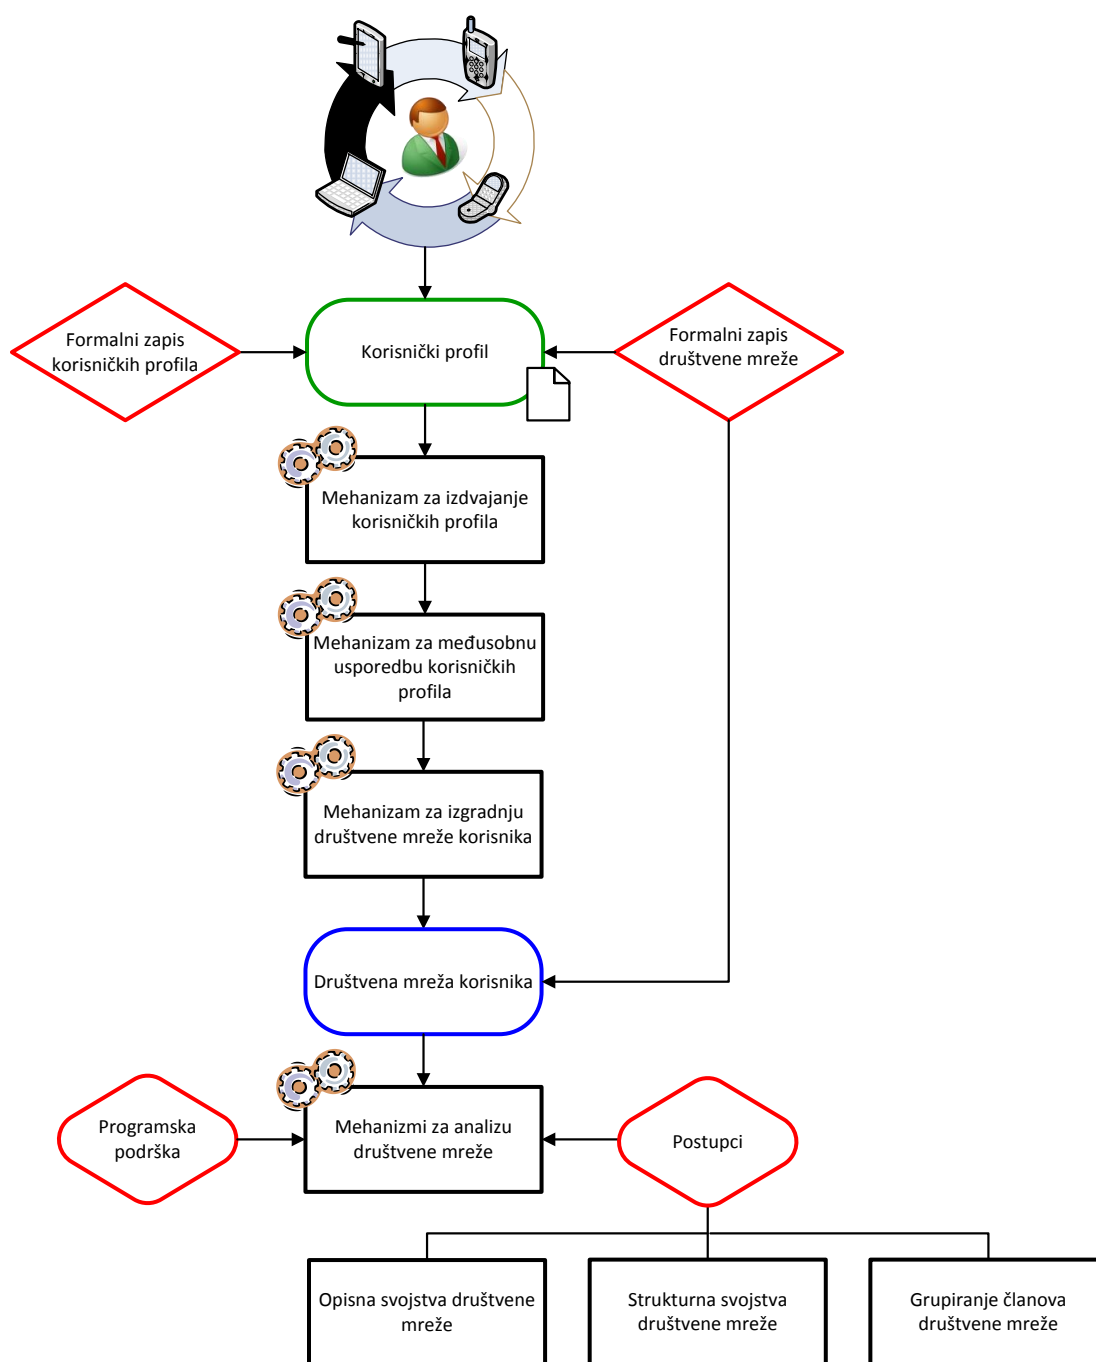 Formalni zapis
korisničkih profila
Korisnički profil
Formalni zapis
društvene mreže
Mehanizam za izdvajanje
korisničkih profila
Mehanizam za međusobnu
usporedbu korisničkih
profila
Mehanizam za izgradnju
društvene mreže korisnika
Društvena mreža korisnika
Programska
podrška
Mehanizmi za analizu
društvene mreže
Postupci
Opisna svojstva društvene
mreže
Strukturna svojstva
društvene mreže
Grupiranje članova
društvene mreže